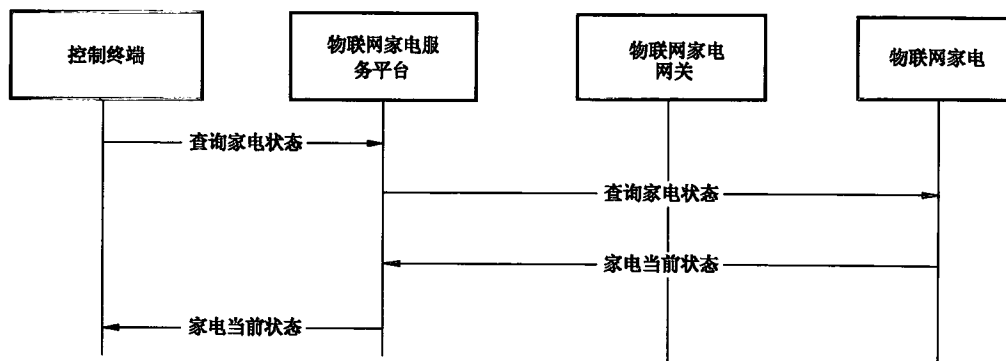 控制终端
物联网家电服
务平台
物联网家电
网关
物联网家电
查询家电状态
查询家电状态
家电当前状态
家电当前状态